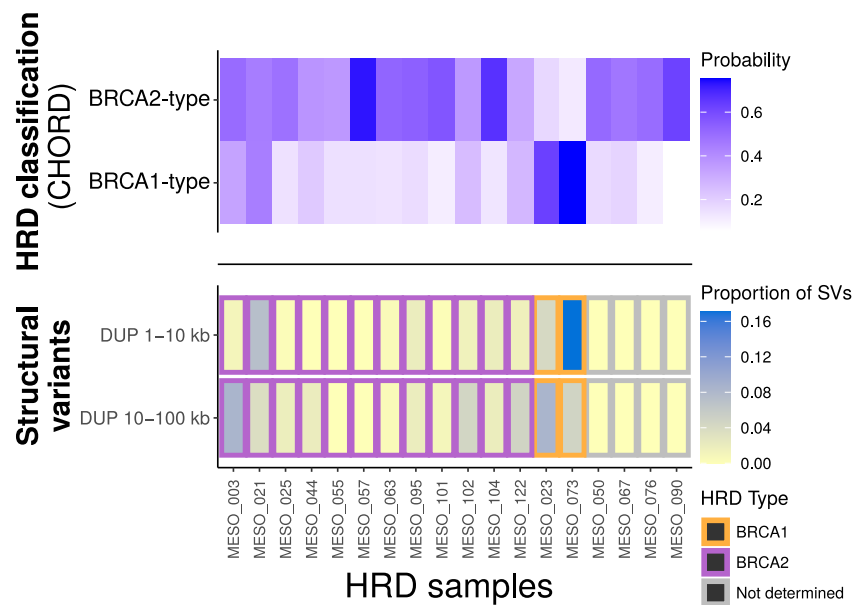 HRD classification
(CHORD)
BRCA2-type
BRCA1-type
Probability
0.6
0.4
0.2
Structural
variants
DUP 1−10 kb
DUP 10−100 kb
Proportion of SVs
0.16
0.12
0.08
0.04
0.00
MESO_003
MESO_021
MESO_025
MESO_044
MESO_055
MESO_057
MESO_063
MESO_095
MESO_101
MESO_102
MESO_104
MESO_122
MESO_023
MESO_073
MESO_050
MESO_067
MESO_076
MESO_090
HRD samples
HRD Type
BRCA1
BRCA2
Not determined